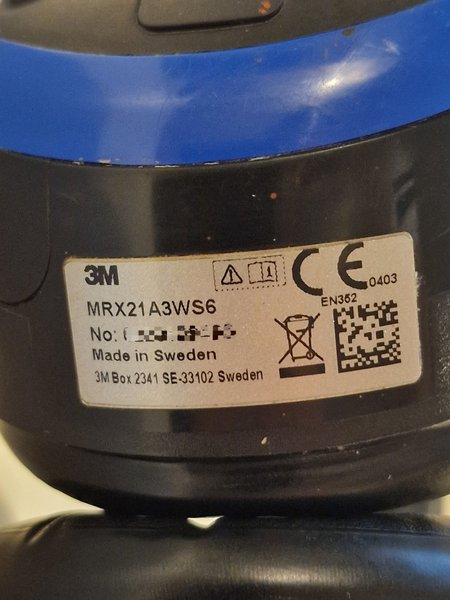 3M
CE 0403
MRX21A3WS6
EN352
No:
Made in Sweden
3M Box 2341 SE-33102 Sweden